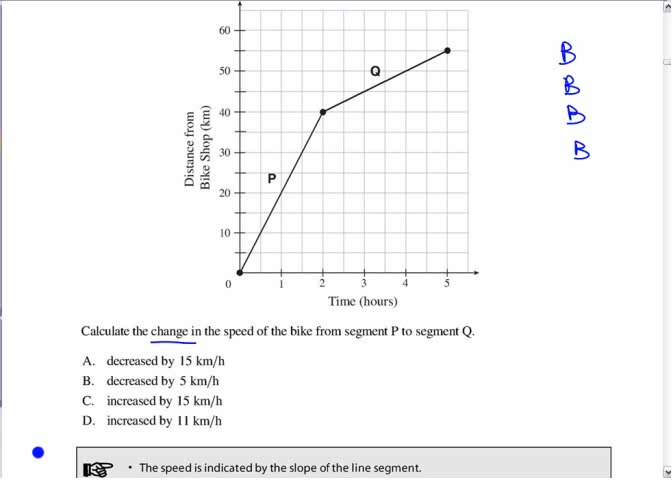 60
50
40
30
20
10
0
1 2 3 4 5
Distance from
Bike Shop (km)
Time (hours)
P
Q
B
B
B
B
Calculate the change in the speed of the bike from segment P to segment Q.
A. decreased by 15 km/h
B. decreased by 5 km/h
C. increased by 15 km/h
D. increased by 11 km/h
• The speed is indicated by the slope of the line segment.